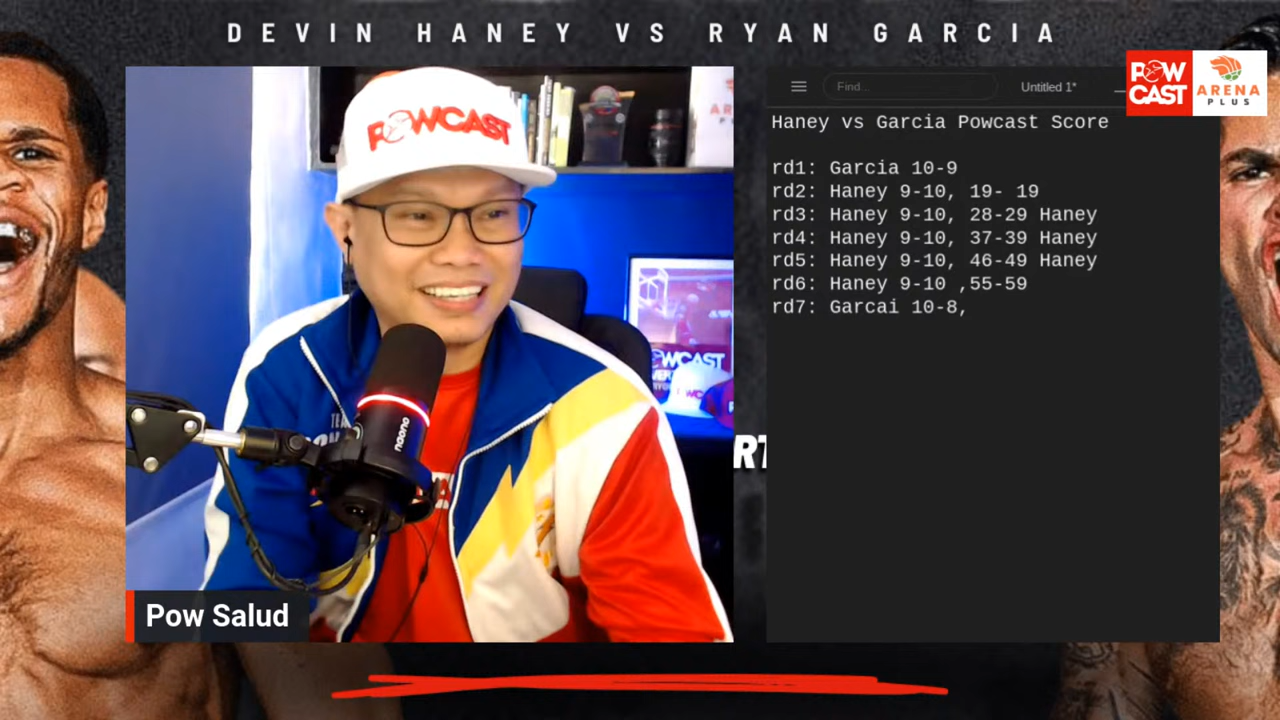 DEVIN HANEY VS RYAN GARCIA
POWCAST
POW
CAST
ARENA
PLUS
Find...
Untitled 1*
Haney vs Garcia Powcast Score
rd1: Garcia 10-9
rd2: Haney 9-10, 19- 19
rd3: Haney 9-10, 28-29 Haney
rd4: Haney 9-10, 37-39 Haney
rd5: Haney 9-10, 46-49 Haney
rd6: Haney 9-10 ,55-59
rd7: Garcai 10-8,
naono
Pow Salud